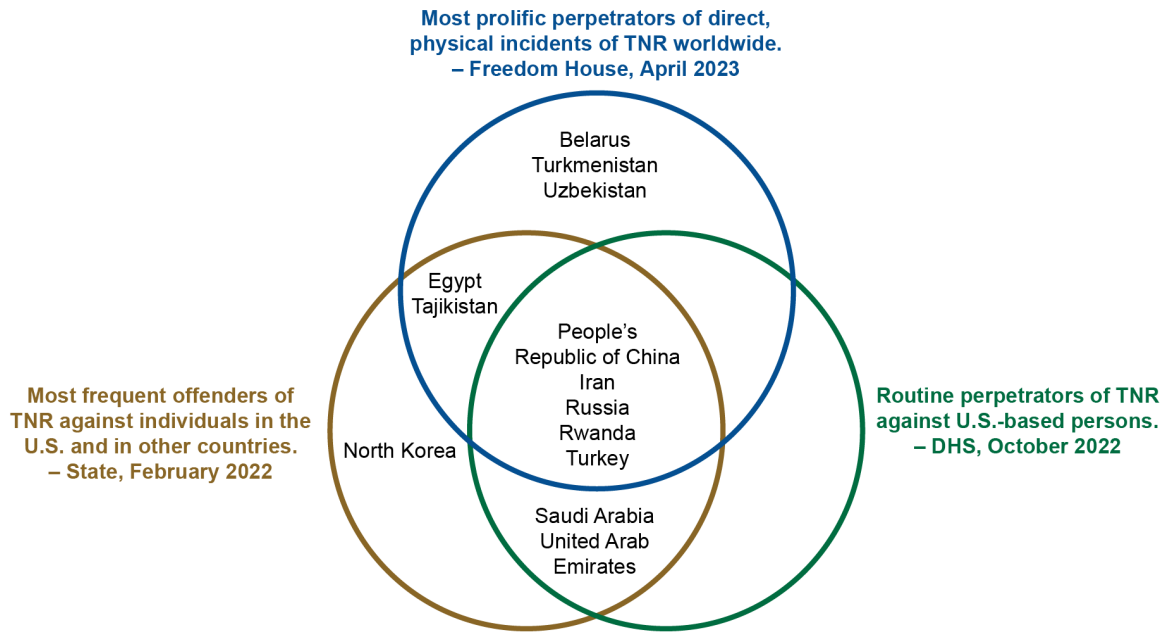 Most prolific perpetrators of direct,
physical incidents of TNR worldwide.
– Freedom House, April 2023
Belarus
Turkmenistan
Uzbekistan
Egypt
Tajikistan
People’s
Republic of China
Iran
Russia
Rwanda
Turkey
Most frequent offenders of
TNR against individuals in the
U.S. and in other countries.
– State, February 2022
North Korea
Routine perpetrators of TNR
against U.S.-based persons.
– DHS, October 2022
Saudi Arabia
United Arab
Emirates